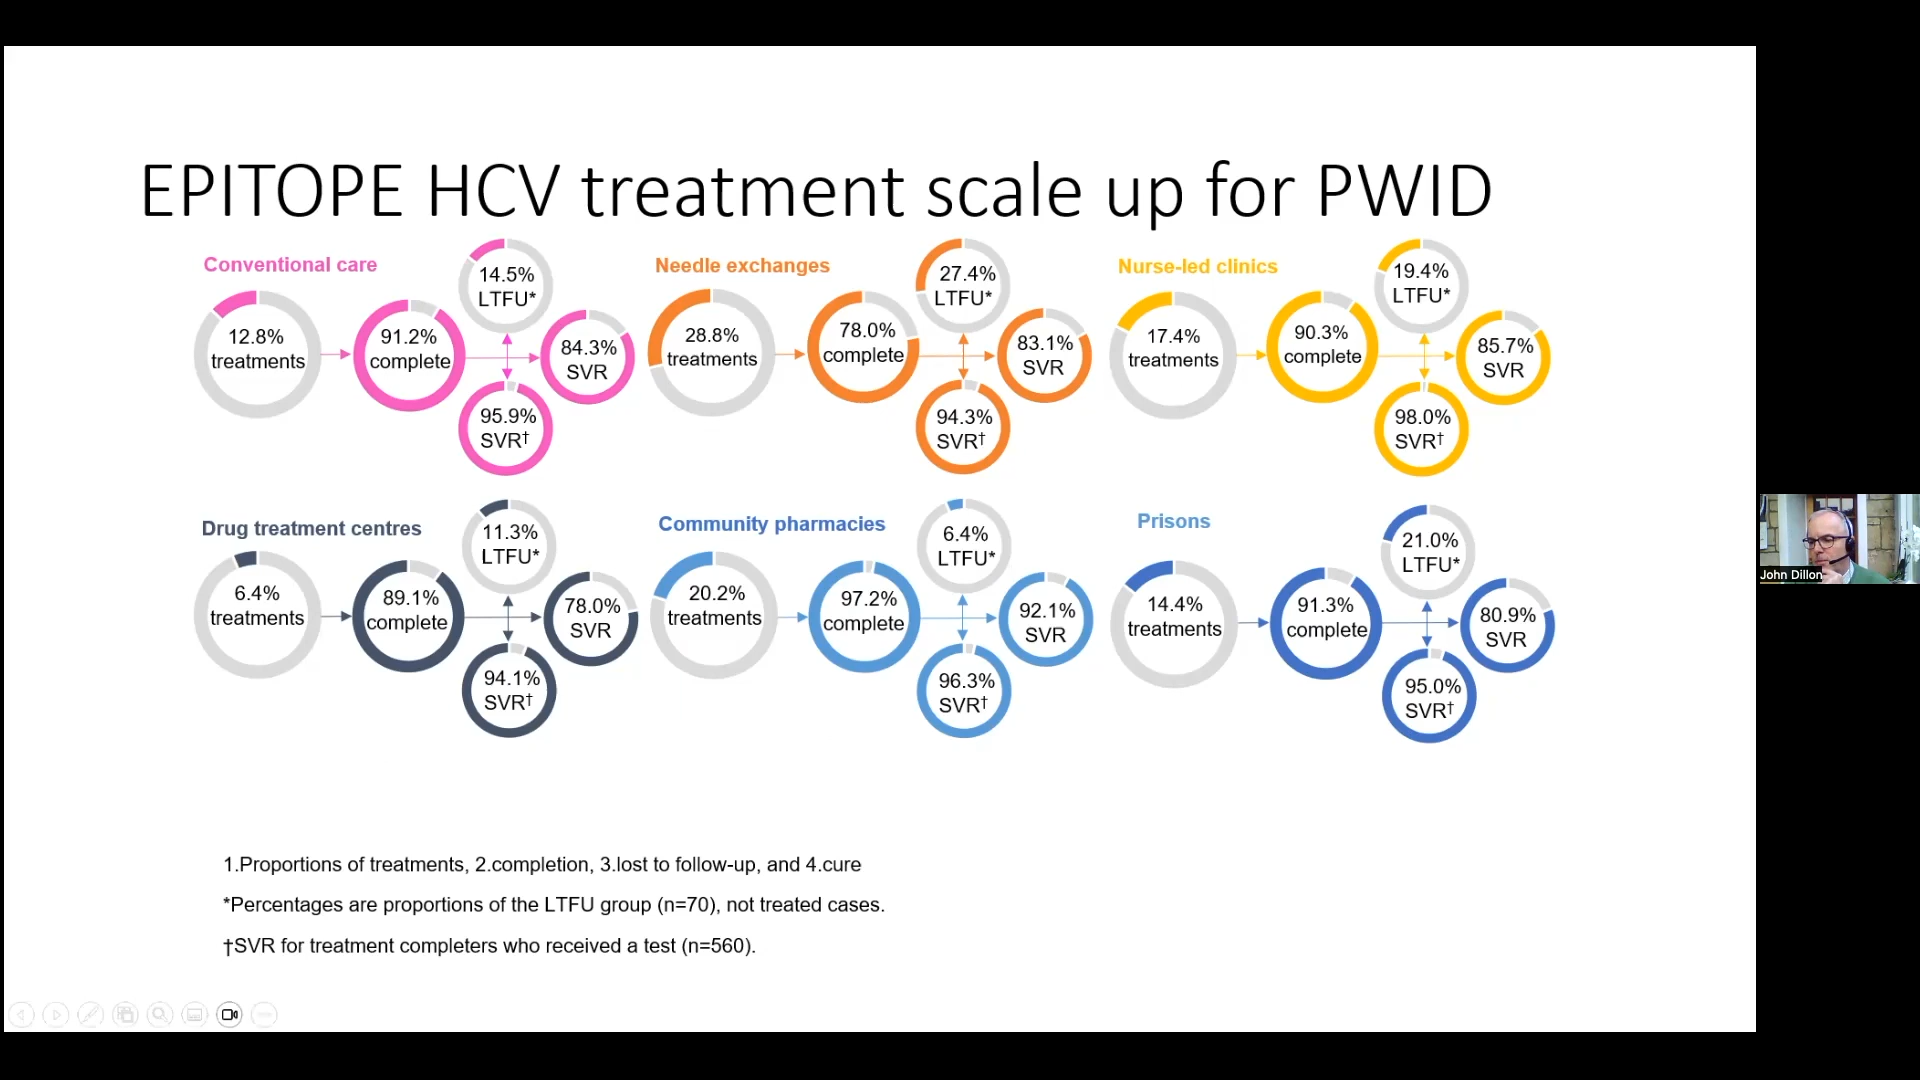 EPITOPE HCV treatment scale up for PWID
Conventional care
12.8%
treatments
91.2%
complete
14.5%
LTFU*
84.3%
SVR
95.9%
SVR†
Needle exchanges
28.8%
treatments
78.0%
complete
27.4%
LTFU*
83.1%
SVR
94.3%
SVR†
Nurse-led clinics
17.4%
treatments
90.3%
complete
19.4%
LTFU*
85.7%
SVR
98.0%
SVR†
Drug treatment centres
6.4%
treatments
89.1%
complete
11.3%
LTFU*
78.0%
SVR
94.1%
SVR†
Community pharmacies
20.2%
treatments
97.2%
complete
6.4%
LTFU*
92.1%
SVR
96.3%
SVR†
Prisons
14.4%
treatments
91.3%
complete
21.0%
LTFU*
80.9%
SVR
95.0%
SVR†
1.Proportions of treatments, 2.completion, 3.lost to follow-up, and 4.cure
*Percentages are proportions of the LTFU group (n=70), not treated cases.
†SVR for treatment completers who received a test (n=560).
John Dillon